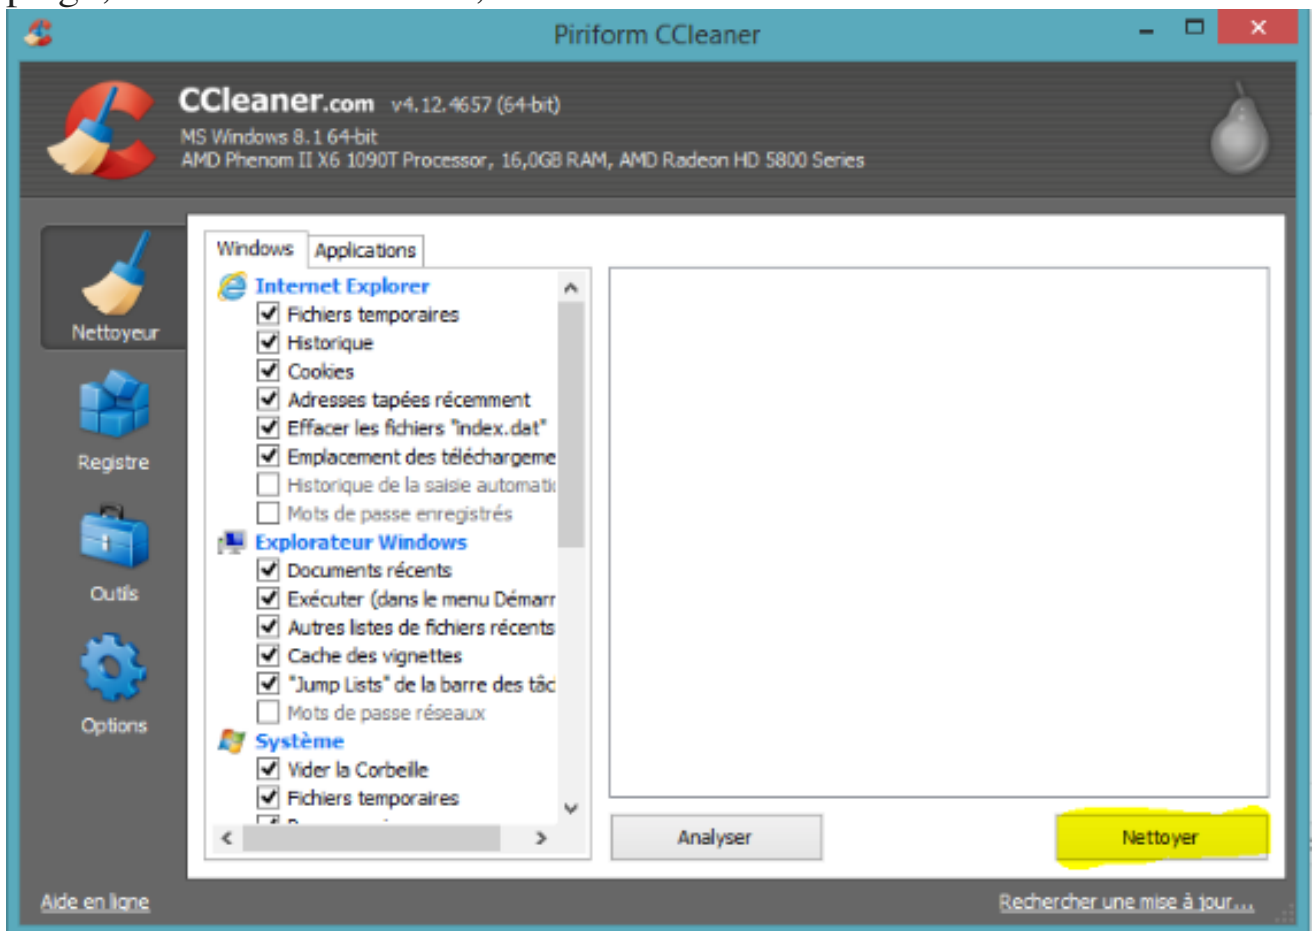 Piriform CCleaner
CCleaner.com v4.12.4657 (64-bit)
MS Windows 8.1 64-bit
AMD Phenom II X6 1090T Processor, 16,0GB RAM, AMD Radeon HD 5800 Series
Nettoyeur
Registre
Outils
Options
Windows
Applications
Internet Explorer
Fichiers temporaires
Historique
Cookies
Adresses tapées récemment
Effacer les fichiers "index.dat"
Emplacement des téléchargeme
Historique de la saisie automati
Mots de passe enregistrés
Explorateur Windows
Documents récents
Exécuter (dans le menu Démarr
Autres listes de fichiers récents
Cache des vignettes
"Jump Lists" de la barre des tâc
Mots de passe réseaux
Système
Vider la Corbeille
Fichiers temporaires
Analyser
Nettoyer
Aide en ligne
Rechercher une mise à jour...